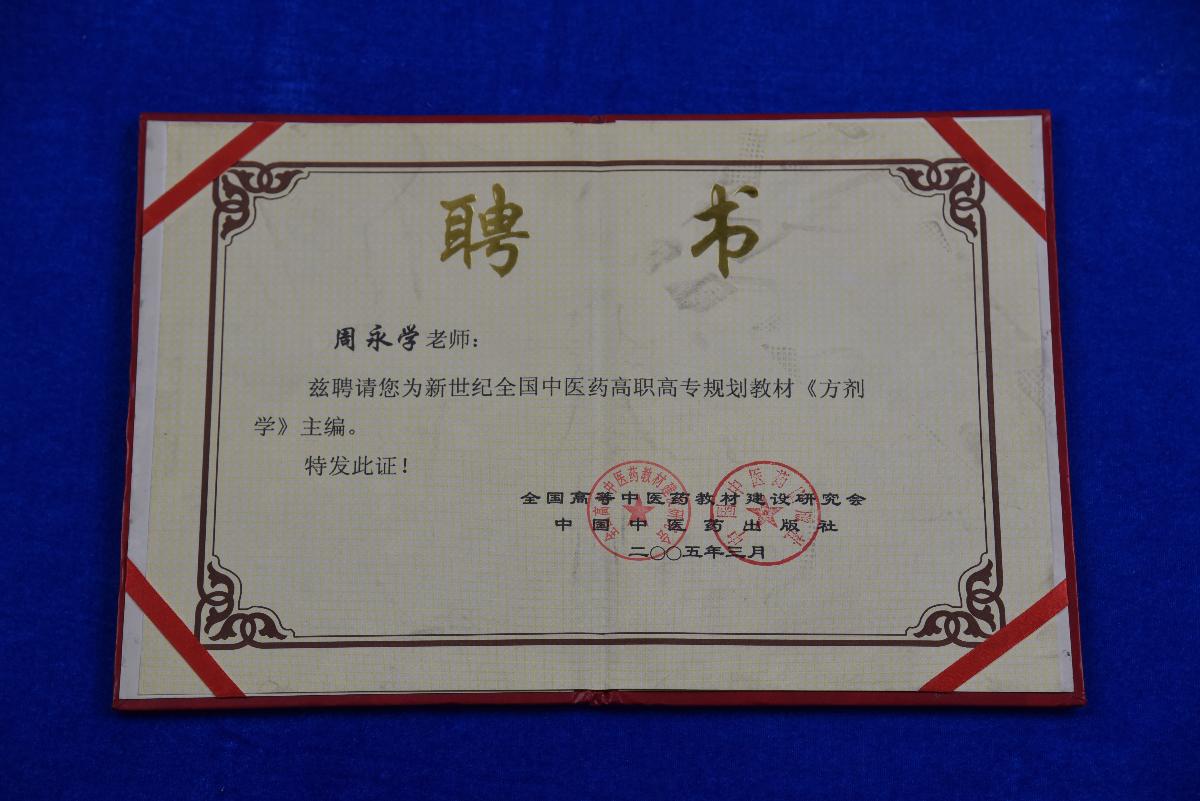 聘 书
周永学老师：
兹聘请您为新世纪全国中医药高职高专规划教材《方剂
学》主编。
特发此证！
全国高等中医药教材建设研究会
中国中医药出版社
二〇〇五年三月